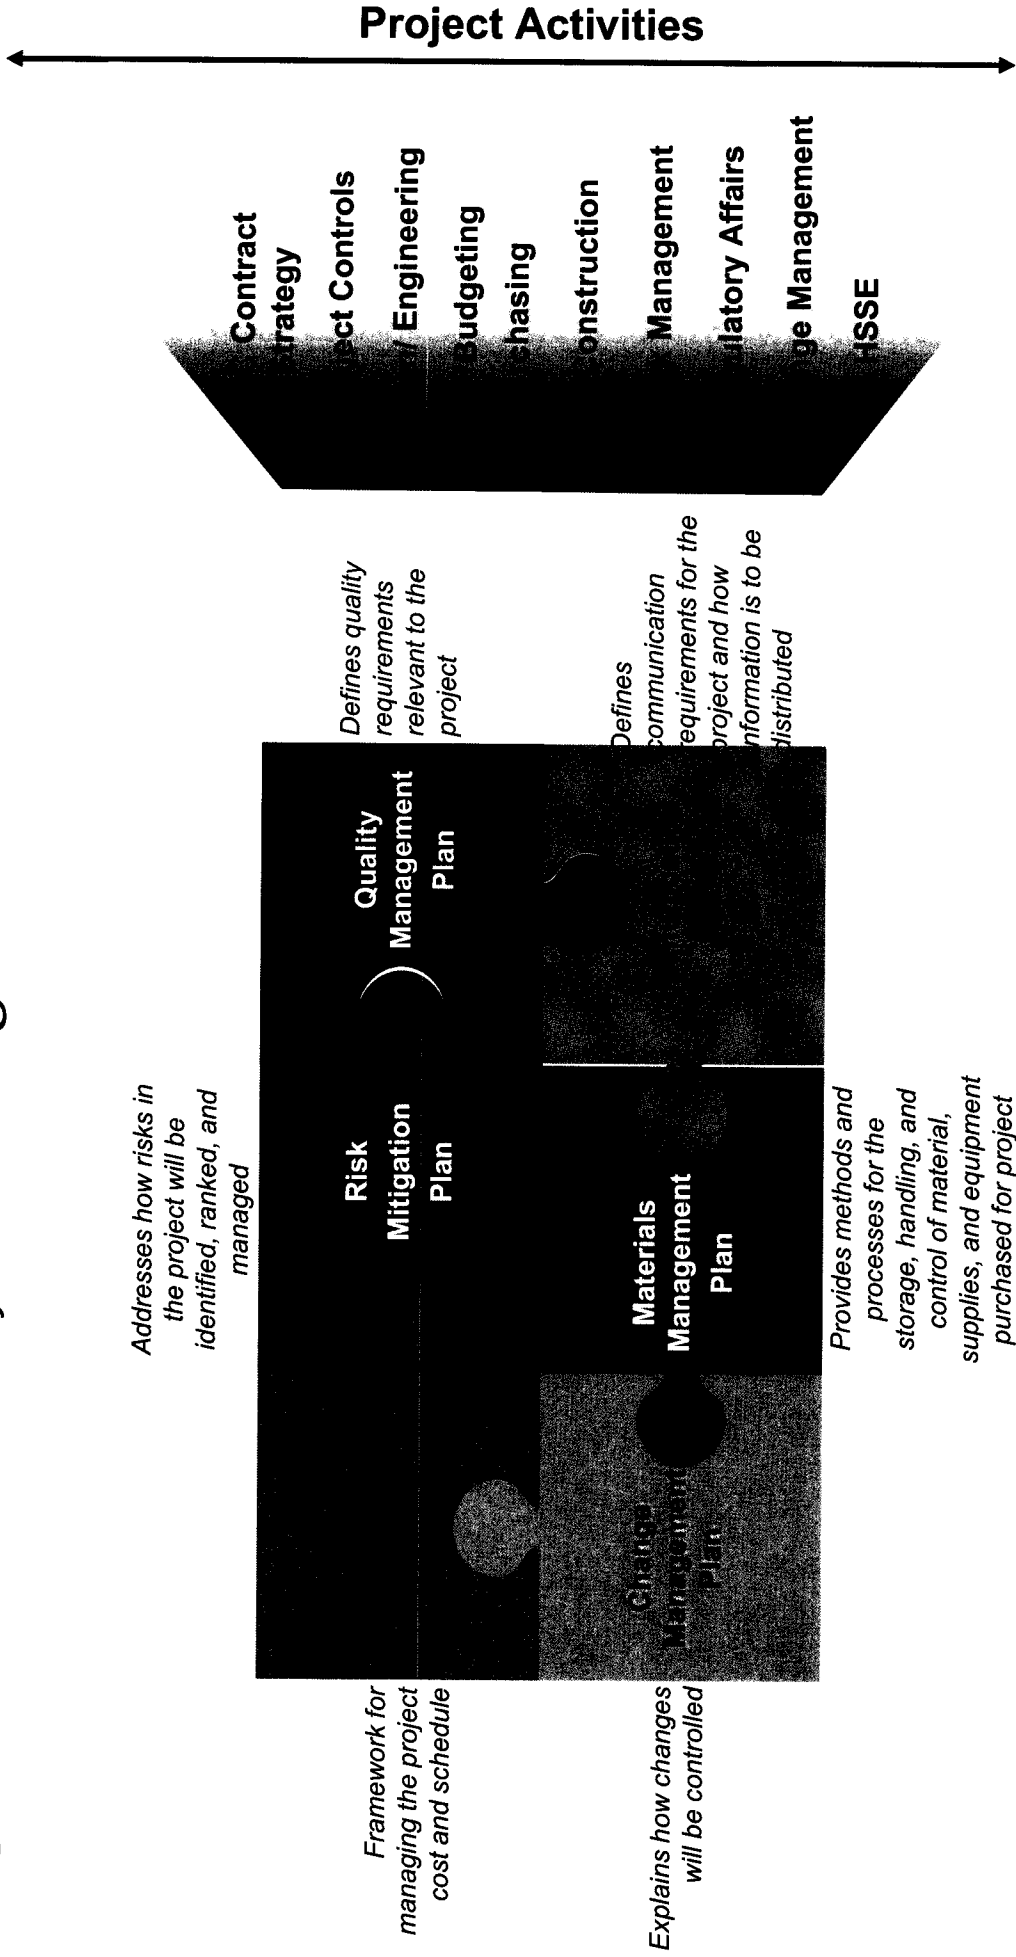 Addresses how risks in
the project will be
identified, ranked, and
managed
Framework for
managing the project
cost and schedule
Risk
Mitigation
Plan
Quality
Management
Plan
Defines quality
requirements
relevant to the
project
Explains how changes
will be controlled
Change
Management
Plan
Materials
Management
Plan
Defines
communication
requirements for the
project and how
information is to be
distributed
Provides methods and
processes for the
storage, handling, and
control of material,
supplies, and equipment
purchased for project
Contract
rategy
ect Controls
/ Engineering
Budgeting
chasing
onstruction
Management
ulatory Affairs
ge Management
HSSE
Project Activities